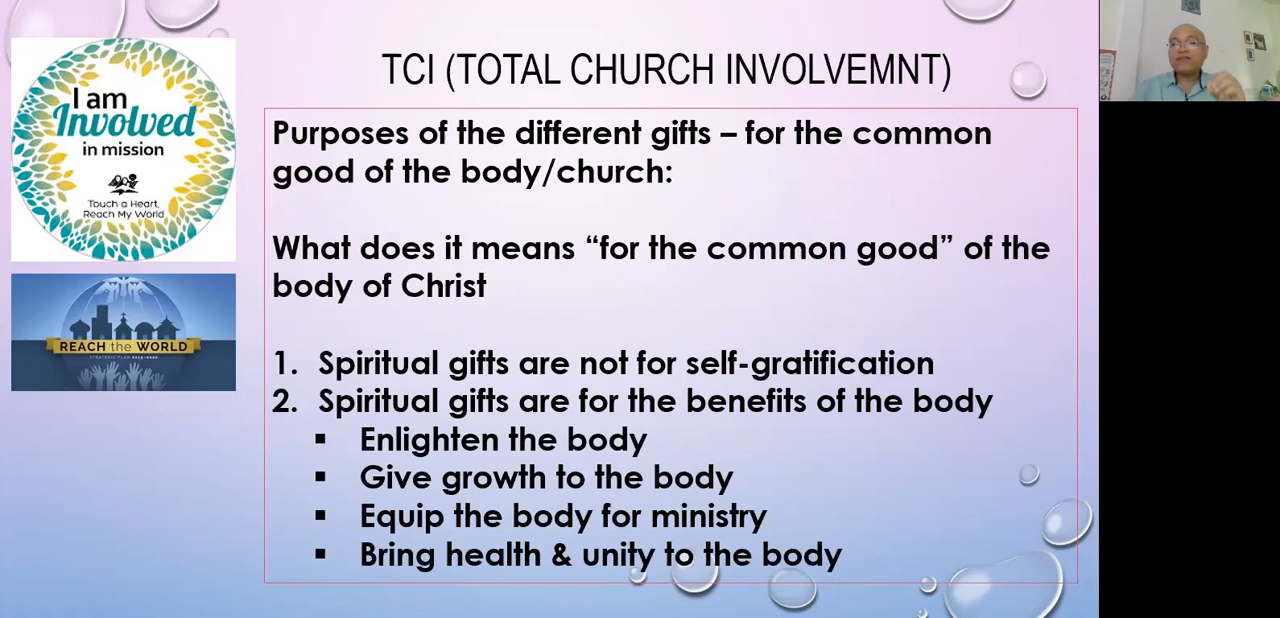 TCI (TOTAL CHURCH INVOLVEMNT)
I am
Involved
in mission
Touch a Heart,
Reach My World
REACH the WORLD
Purposes of the different gifts – for the common
good of the body/church:
What does it means “for the common good” of the
body of Christ
1. Spiritual gifts are not for self-gratification
2. Spiritual gifts are for the benefits of the body
▪ Enlighten the body
▪ Give growth to the body
▪ Equip the body for ministry
▪ Bring health & unity to the body